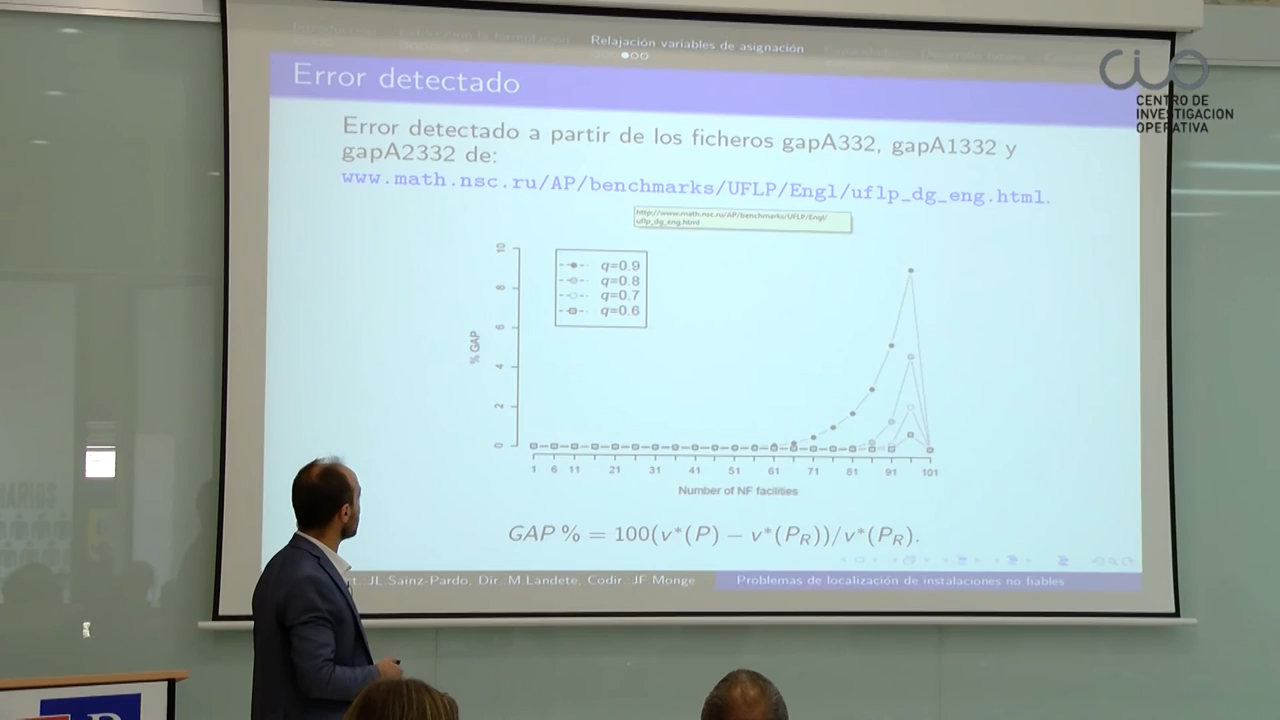 Relajación variables de asignación
Error detectado
CENTRO DE
INVESTIGACION
OPERATIVA
Error detectado a partir de los ficheros gapA332, gapA1332 y
gapA2332 de:
www.math.nsc.ru/AP/benchmarks/UFLP/Engl/uflp_dg_eng.html.
http://www.math.nsc.ru/AP/benchmarks/UFLP/Engl/
uflp_dg_eng.html
q=0.9
q=0.8
q=0.7
q=0.6
% GAP
10
8
6
4
2
0
1 6 11 21 31 41 51 61 71 81 91 101
Number of NF facilities
GAP % = 100(v*(P) − v*(P_R))/v*(P_R).
JL.Sainz-Pardo, Dir. M.Landete, Codir. JF.Monge
Problemas de localización de instalaciones no fiables